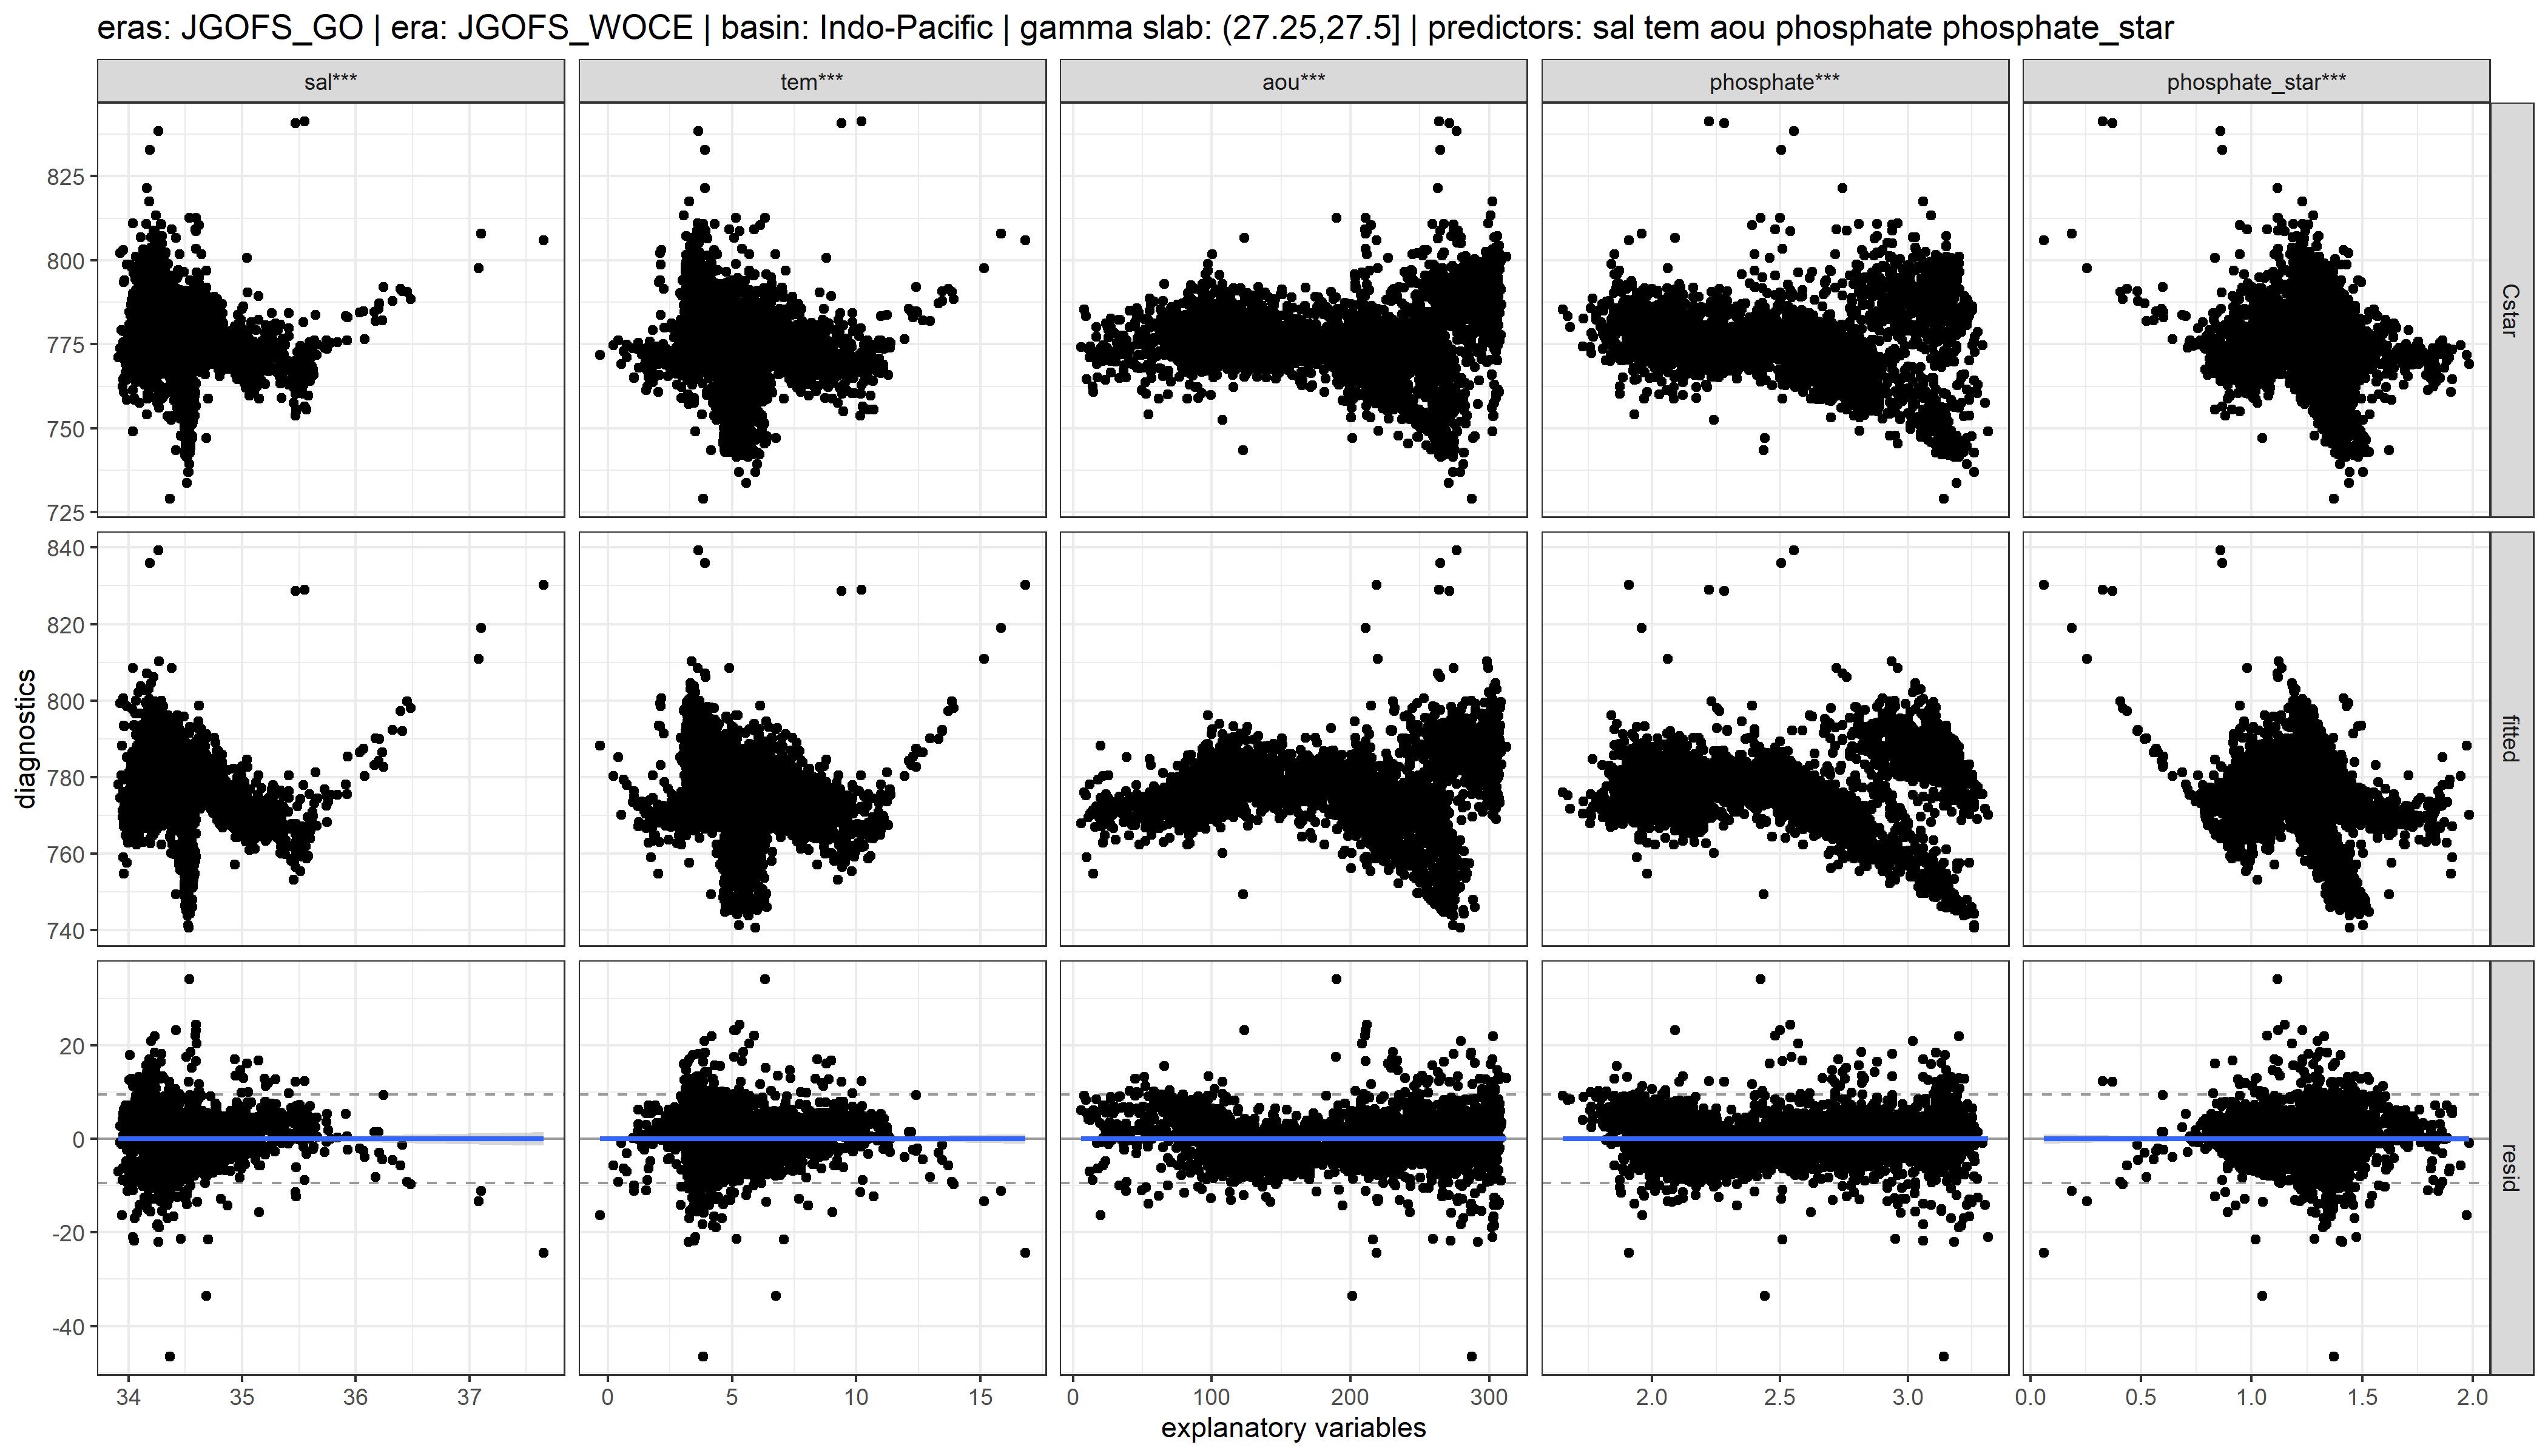 eras: JGOFS_GO | era: JGOFS_WOCE | basin: Indo-Pacific | gamma slab: (27.25,27.5] | predictors: sal tem aou phosphate phosphate_star
sal*** tem*** aou*** phosphate*** phosphate_star***
825
800
775
750
725
Cstar
840
820
800
780
760
740
fitted
diagnostics
20
0
-20
-40
resid
34 35 36 37 0 5 10 15 0 100 200 300 2.0 2.5 3.0 0.0 0.5 1.0 1.5 2.0
explanatory variables